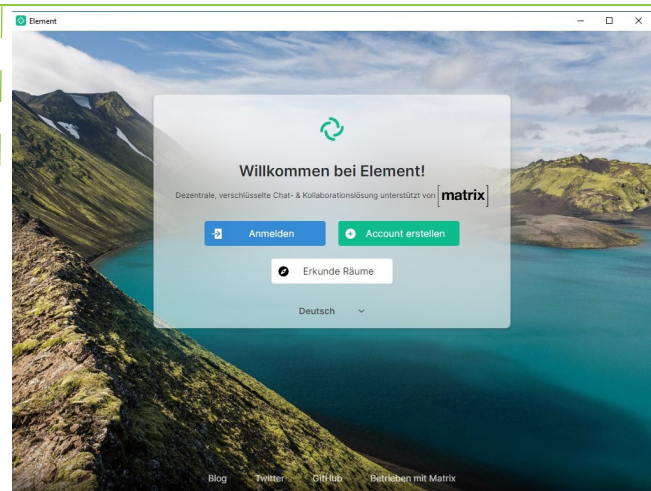 Element
Willkommen bei Element!
Dezentrale, verschlüsselte Chat- & Kollaborationslösung unterstützt von [matrix]
Anmelden
Account erstellen
Erkunde Räume
Deutsch
Blog Twitter GitHub Betrieben mit Matrix